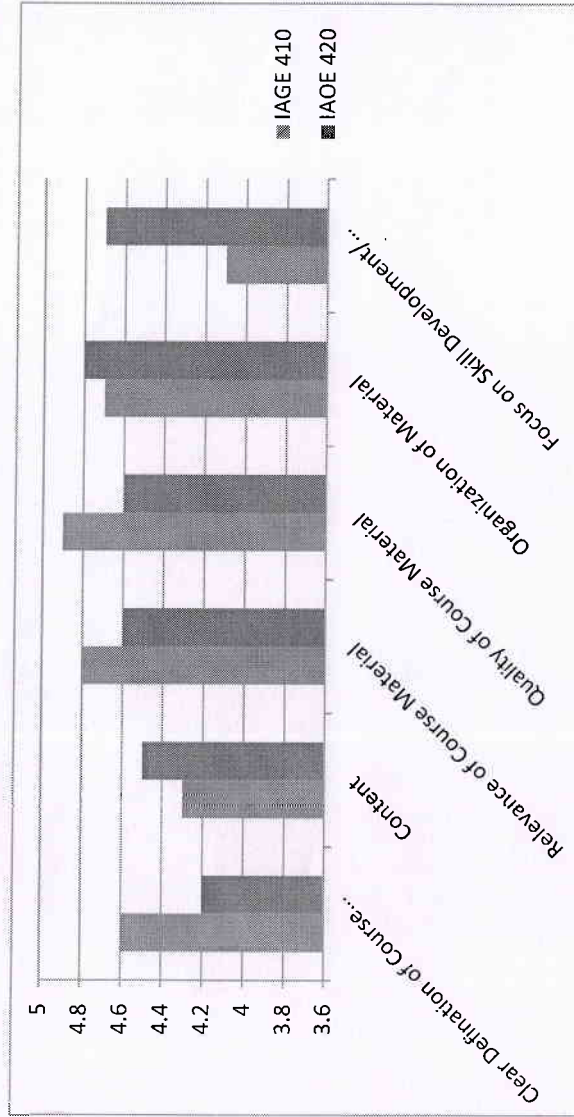 5
4.8
4.6
4.4
4.2
4
3.8
3.6
Clear Defination of Course...
Content
Relevance of Course Material
Quality of Course Material
Organization of Material
Focus on Skill Development/...
IAGE 410
IAOE 420